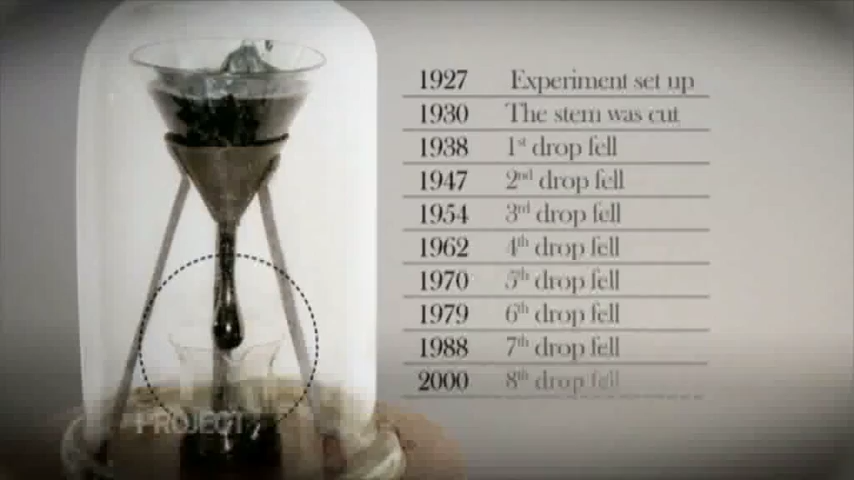 1927 Experiment set up
1930 The stem was cut
1938 1st drop fell
1947 2nd drop fell
1954 3rd drop fell
1962 4th drop fell
1970 5th drop fell
1979 6th drop fell
1988 7th drop fell
2000 8th drop fell
PROJECT